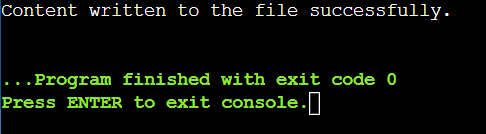 Content written to the file successfully.
...Program finished with exit code 0
Press ENTER to exit console.